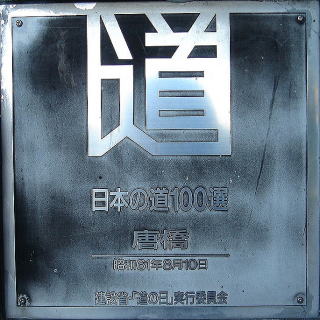 道
日本の道100選
唐橋
昭和61年8月10日
建設省・「道の日」実行委員会